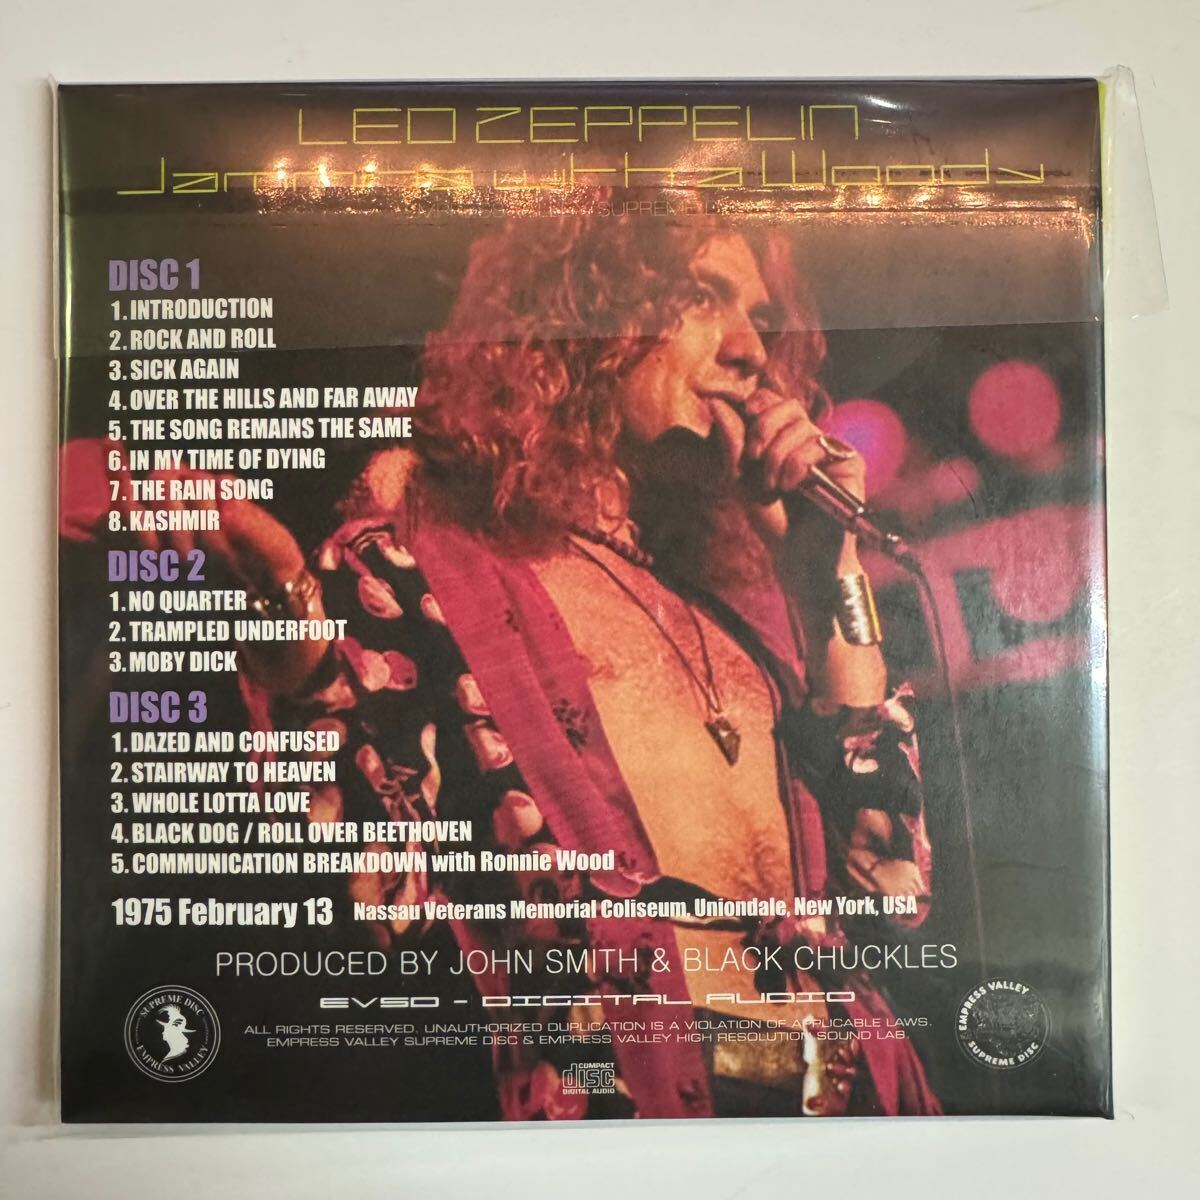 LED ZEPPELIN
Jammin' with a Woody
SUPREME
DISC 1
1. INTRODUCTION
2. ROCK AND ROLL
3. SICK AGAIN
4. OVER THE HILLS AND FAR AWAY
5. THE SONG REMAINS THE SAME
6. IN MY TIME OF DYING
7. THE RAIN SONG
8. KASHMIR
DISC 2
1. NO QUARTER
2. TRAMPLED UNDERFOOT
3. MOBY DICK
DISC 3
1. DAZED AND CONFUSED
2. STAIRWAY TO HEAVEN
3. WHOLE LOTTA LOVE
4. BLACK DOG / ROLL OVER BEETHOVEN
5. COMMUNICATION BREAKDOWN with Ronnie Wood
1975 February 13 Nassau Veterans Memorial Coliseum, Uniondale, New York, USA
PRODUCED BY JOHN SMITH & BLACK CHUCKLES
EVSD - DIGITAL AUDIO
SUPREME DISC
EMPRESS VALLEY
ALL RIGHTS RESERVED. UNAUTHORIZED DUPLICATION IS A VIOLATION OF APPLICABLE LAWS.
EMPRESS VALLEY SUPREME DISC & EMPRESS VALLEY HIGH RESOLUTION SOUND LAB.
COMPACT
disc
DIGITAL AUDIO
EMPRESS VALLEY
SUPREME DISC